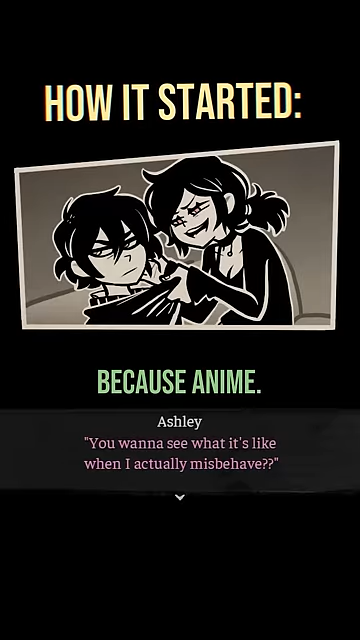 HOW IT STARTED:
BECAUSE ANIME.
Ashley
"You wanna see what it's like
when I actually misbehave??"